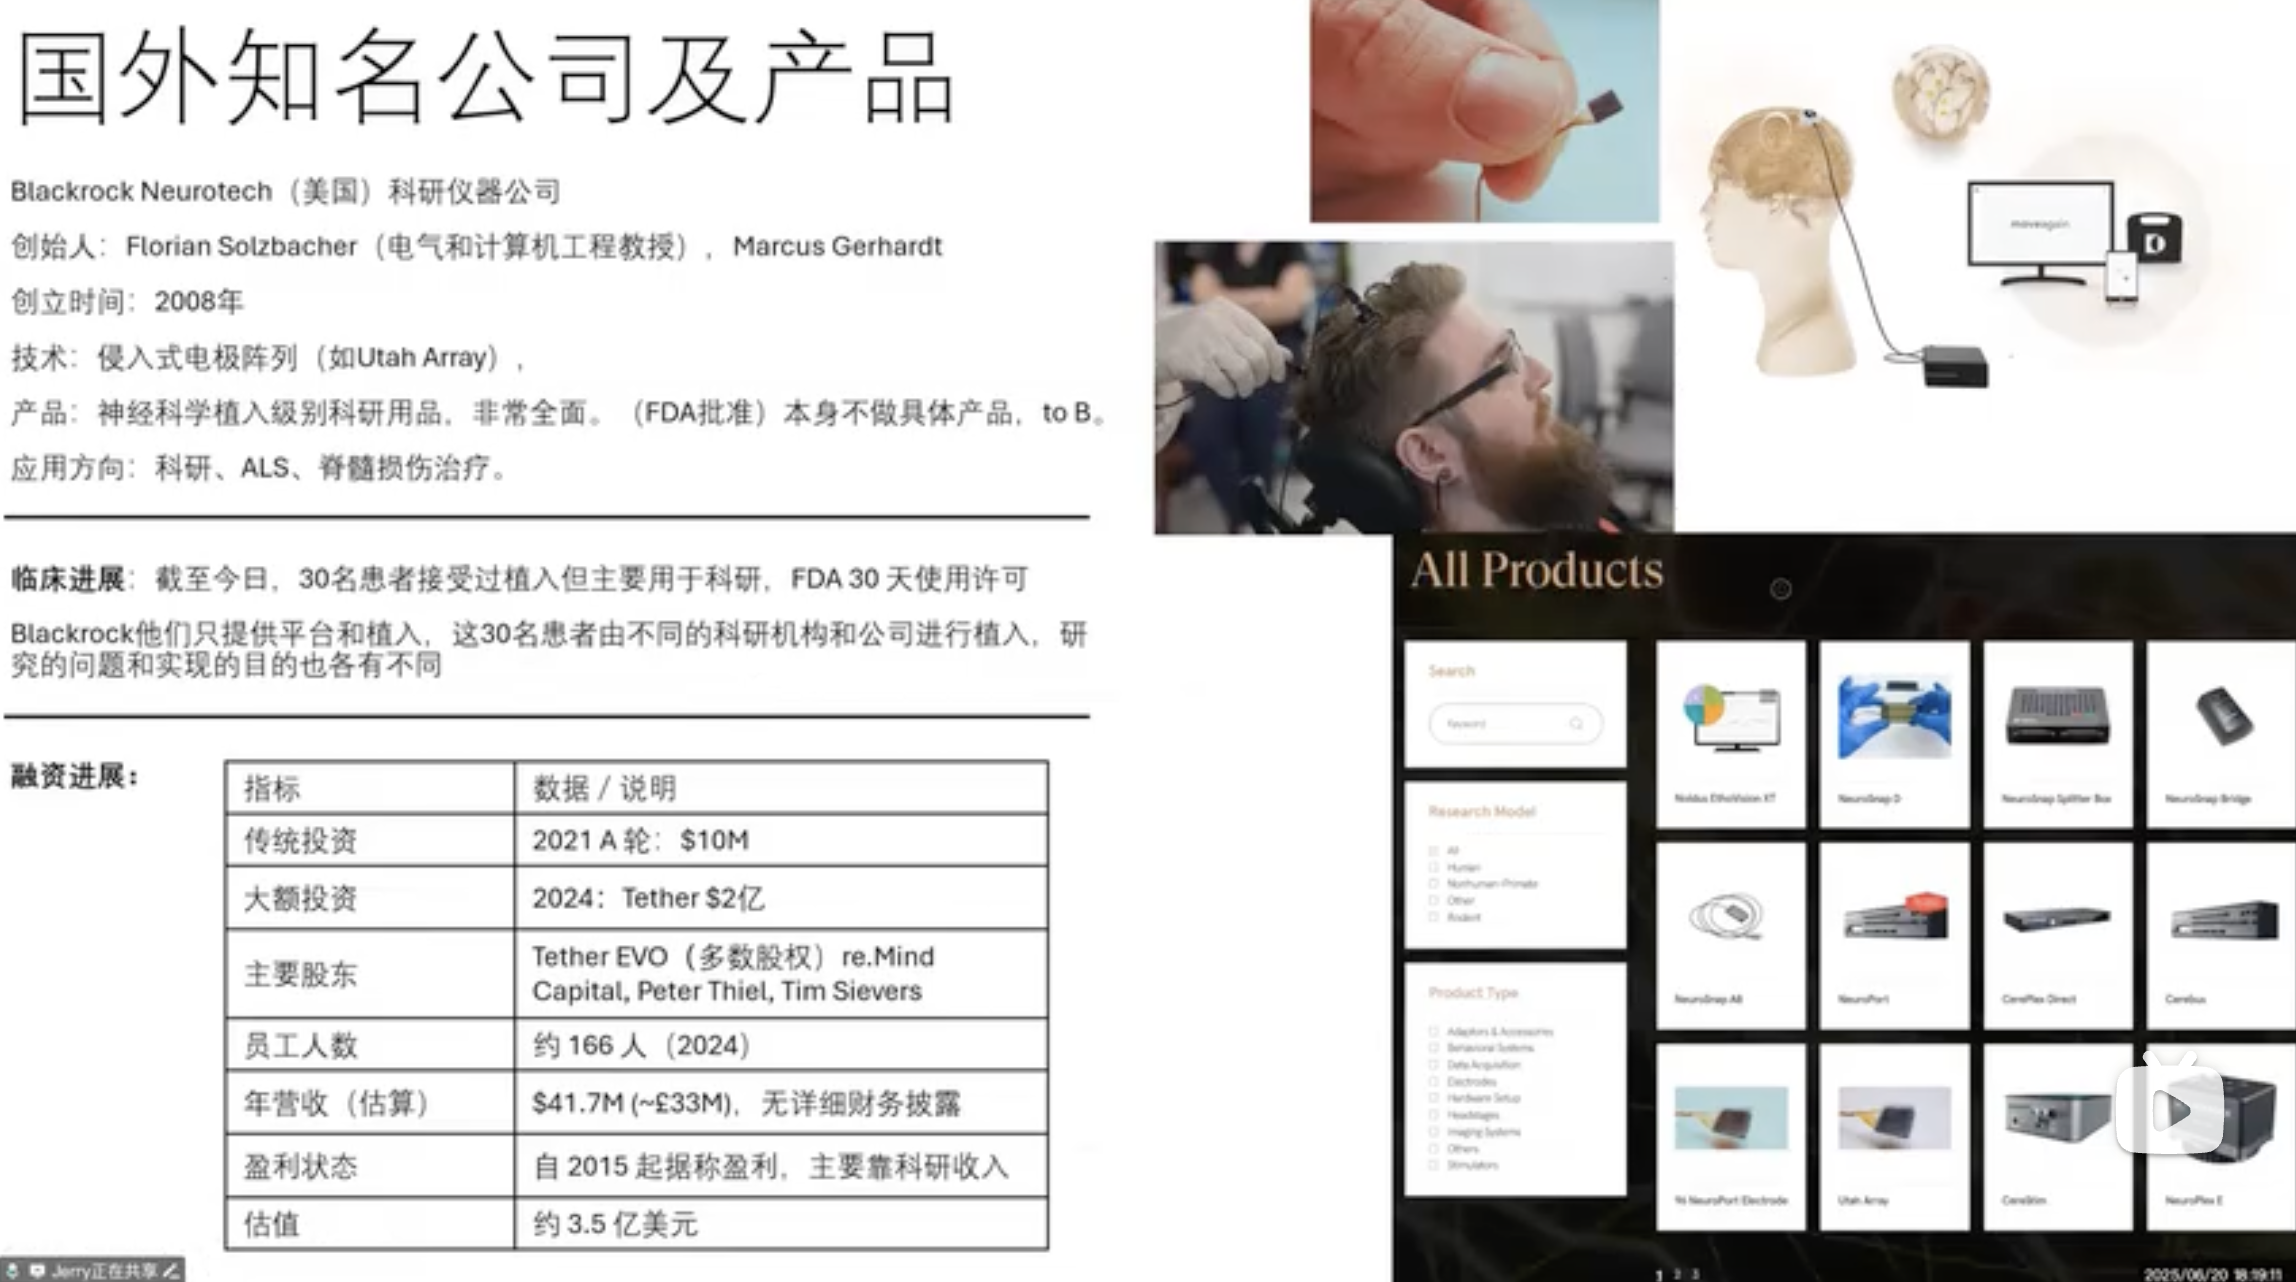 国外知名公司及产品
Blackrock Neurotech（美国）科研仪器公司
创始人：Florian Solzbacher（电气和计算机工程教授），Marcus Gerhardt
创立时间：2008年
技术：侵入式电极阵列（如Utah Array），
产品：神经科学植入级别科研用品，非常全面。（FDA批准）本身不做具体产品，to B。
应用方向：科研、ALS、脊髓损伤治疗。
临床进展：截至今日，30名患者接受过植入但主要用于科研，FDA 30 天使用许可
Blackrock他们只提供平台和植入，这30名患者由不同的科研机构和公司进行植入，研
究的问题和实现的目的也各有不同
融资进展：
指标 数据 / 说明
传统投资 2021 A 轮：$10M
大额投资 2024：Tether $2亿
主要股东 Tether EVO（多数股权）re.Mind
Capital, Peter Thiel, Tim Sievers
员工人数 约 166 人（2024）
年营收（估算） $41.7M (~£33M)，无详细财务披露
盈利状态 自 2015 起据称盈利，主要靠科研收入
估值 约 3.5 亿美元
Jerry正在共享
moveagain
All Products
Search
Keyword
Research Model
All
Human
Nonhuman Primate
Other
Rodent
Product Type
Adaptors & Accessories
Behavioral Systems
Data Acquisition
Electrodes
Hardware Setup
Headstages
Imaging Systems
Others
Stimulators
Noldus EthoVision XT
NeuroSnap D
NeuroSnap Splitter Box
NeuroSnap Bridge
NeuroSnap AB
NeuroPort
CerePlex Direct
Cerebus
96 NeuroPort Electrode
Utah Array
CereStim
NeuroPlex E
1 2 3
2025/06/20 18:19:11